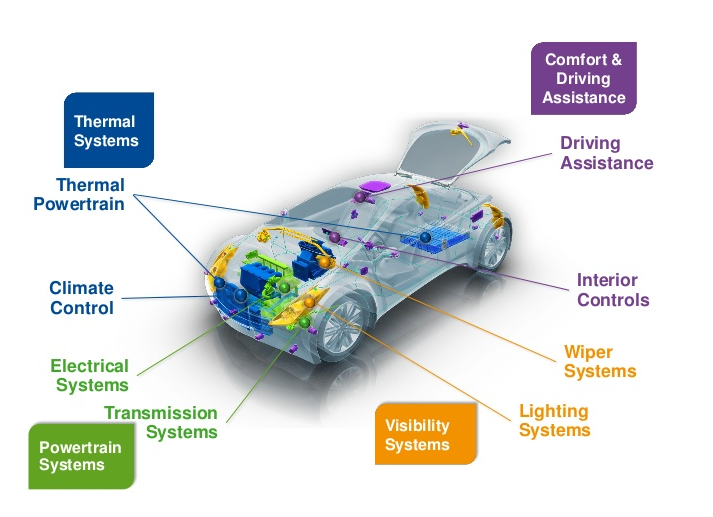 Comfort &
Driving
Assistance
Thermal
Systems
Driving
Assistance
Thermal
Powertrain
Climate
Control
Interior
Controls
Electrical
Systems
Wiper
Systems
Transmission
Systems
Lighting
Systems
Powertrain
Systems
Visibility
Systems